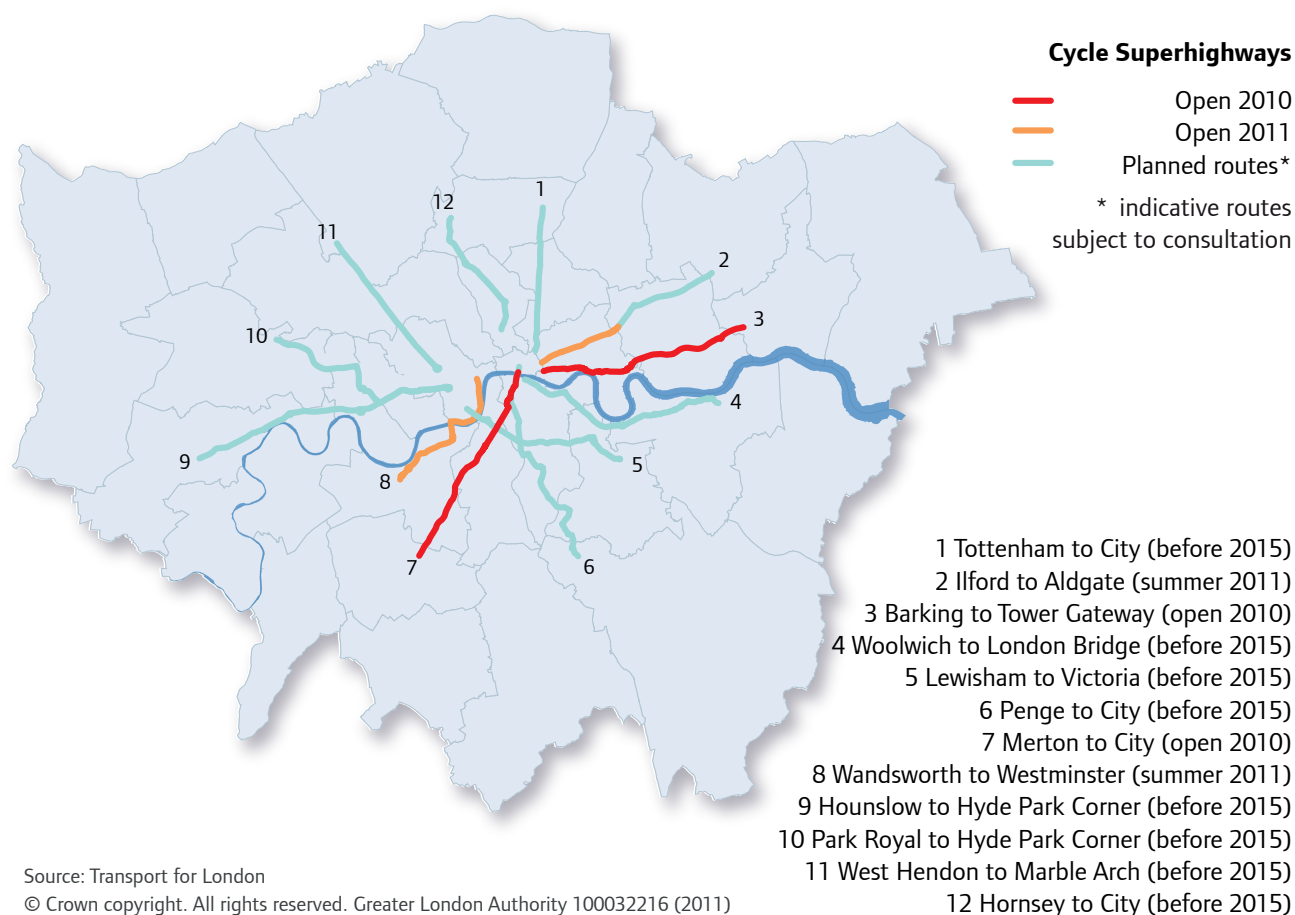 Cycle Superhighways
Open 2010
Open 2011
Planned routes*
* indicative routes
subject to consultation
1
12
11
2
3
10
4
9
5
8
7
6
1 Tottenham to City (before 2015)
2 Ilford to Aldgate (summer 2011)
3 Barking to Tower Gateway (open 2010)
4 Woolwich to London Bridge (before 2015)
5 Lewisham to Victoria (before 2015)
6 Penge to City (before 2015)
7 Merton to City (open 2010)
8 Wandsworth to Westminster (summer 2011)
9 Hounslow to Hyde Park Corner (before 2015)
10 Park Royal to Hyde Park Corner (before 2015)
11 West Hendon to Marble Arch (before 2015)
12 Hornsey to City (before 2015)
Source: Transport for London
© Crown copyright. All rights reserved. Greater London Authority 100032216 (2011)